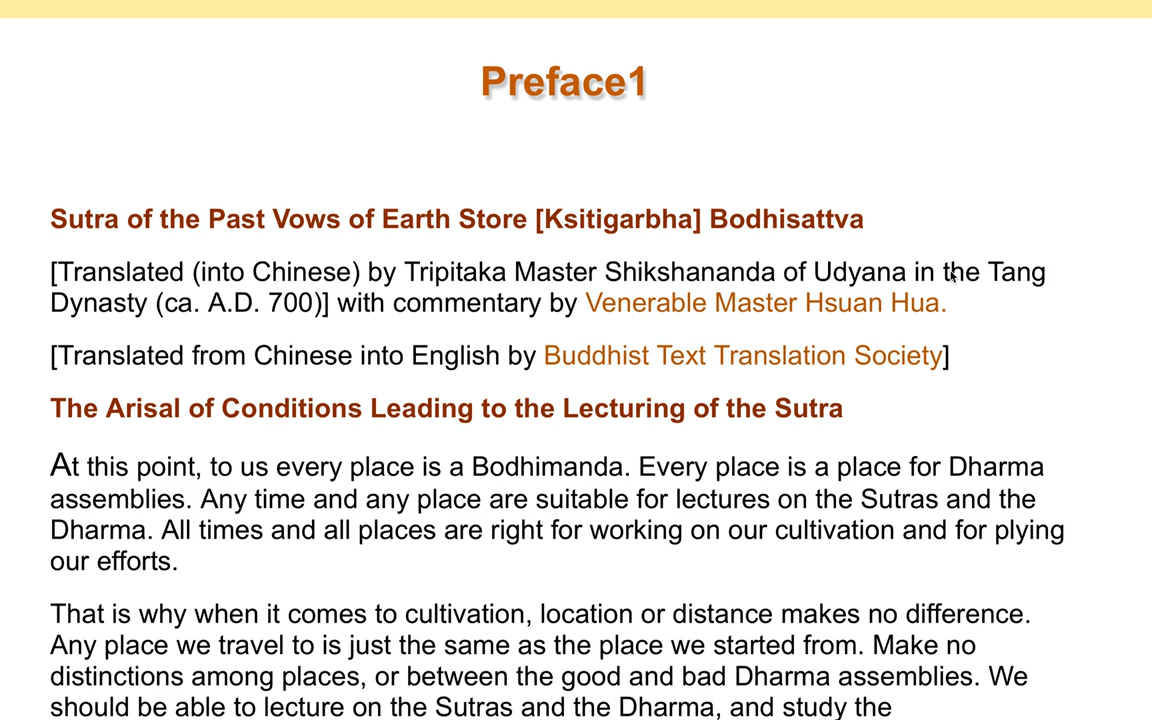 Preface1
Sutra of the Past Vows of Earth Store [Ksitigarbha] Bodhisattva
[Translated (into Chinese) by Tripitaka Master Shikshananda of Udyana in the Tang
Dynasty (ca. A.D. 700)] with commentary by Venerable Master Hsuan Hua.
[Translated from Chinese into English by Buddhist Text Translation Society]
The Arisal of Conditions Leading to the Lecturing of the Sutra
At this point, to us every place is a Bodhimanda. Every place is a place for Dharma
assemblies. Any time and any place are suitable for lectures on the Sutras and the
Dharma. All times and all places are right for working on our cultivation and for plying
our efforts.
That is why when it comes to cultivation, location or distance makes no difference.
Any place we travel to is just the same as the place we started from. Make no
distinctions among places, or between the good and bad Dharma assemblies. We
should be able to lecture on the Sutras and the Dharma, and study the